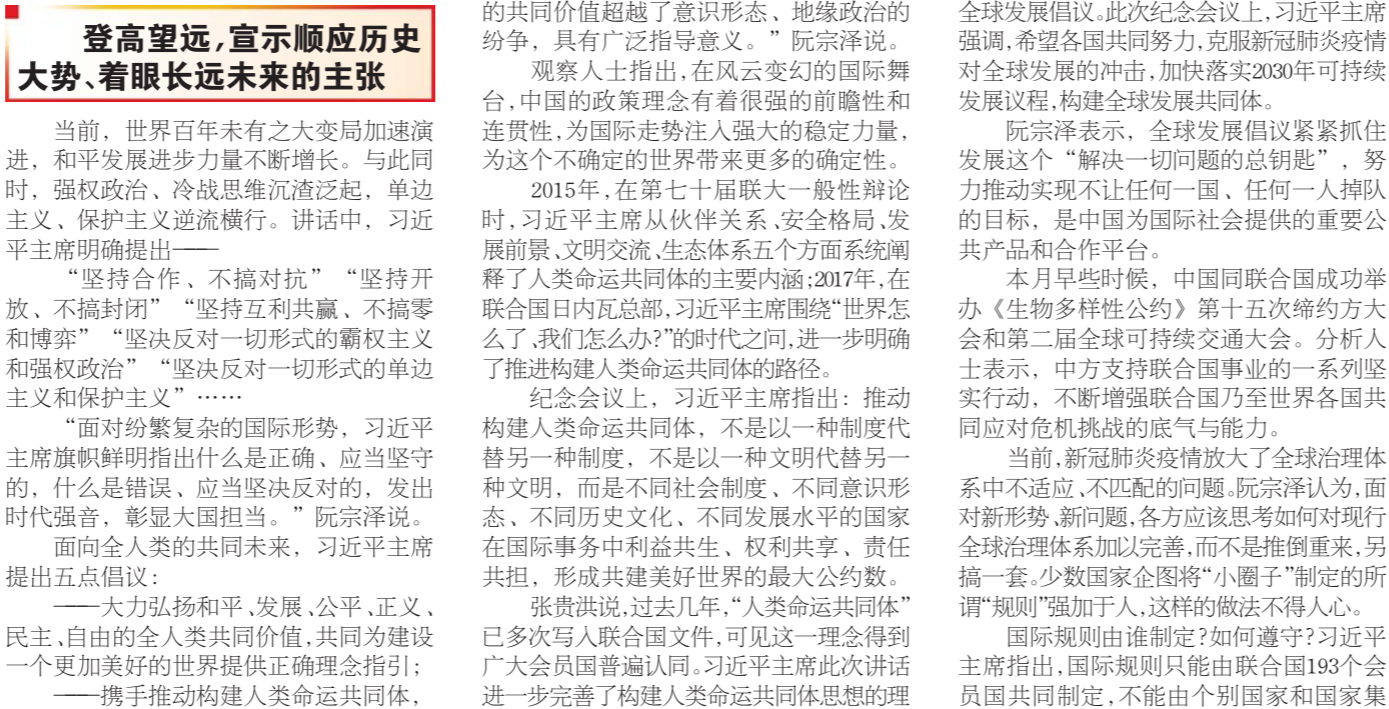 登高望远，宣示顺应历史
大势、着眼长远未来的主张
当前，世界百年未有之大变局加速演
进，和平发展进步力量不断增长。与此同
时，强权政治、冷战思维沉渣泛起，单边
主义、保护主义逆流横行。讲话中，习近
平主席明确提出——
“坚持合作、不搞对抗”“坚持开
放、不搞封闭”“坚持互利共赢、不搞零
和博弈”“坚决反对一切形式的霸权主义
和强权政治”“坚决反对一切形式的单边
主义和保护主义”……
“面对纷繁复杂的国际形势，习近平
主席旗帜鲜明指出什么是正确、应当坚守
的，什么是错误、应当坚决反对的，发出
时代强音，彰显大国担当。”阮宗泽说。
面向全人类的共同未来，习近平主席
提出五点倡议：
——大力弘扬和平、发展、公平、正义、
民主、自由的全人类共同价值，共同为建设
一个更加美好的世界提供正确理念指引；
——携手推动构建人类命运共同体，
的共同价值超越了意识形态、地缘政治的
纷争，具有广泛指导意义。”阮宗泽说。
观察人士指出，在风云变幻的国际舞
台，中国的政策理念有着很强的前瞻性和
连贯性，为国际走势注入强大的稳定力量，
为这个不确定的世界带来更多的确定性。
2015年，在第七十届联大一般性辩论
时，习近平主席从伙伴关系、安全格局、发
展前景、文明交流、生态体系五个方面系统阐
释了人类命运共同体的主要内涵；2017年，在
联合国日内瓦总部，习近平主席围绕“世界怎
么了、我们怎么办？”的时代之问，进一步明确
了推进构建人类命运共同体的路径。
纪念会议上，习近平主席指出：推动
构建人类命运共同体，不是以一种制度代
替另一种制度，不是以一种文明代替另一
种文明，而是不同社会制度、不同意识形
态、不同历史文化、不同发展水平的国家
在国际事务中利益共生、权利共享、责任
共担，形成共建美好世界的最大公约数。
张贵洪说，过去几年，“人类命运共同体”
已多次写入联合国文件，可见这一理念得到
广大会员国普遍认同。习近平主席此次讲话
进一步完善了构建人类命运共同体思想的理
全球发展倡议。此次纪念会议上，习近平主席
强调，希望各国共同努力，克服新冠肺炎疫情
对全球发展的冲击，加快落实2030年可持续
发展议程，构建全球发展共同体。
阮宗泽表示，全球发展倡议紧紧抓住
发展这个“解决一切问题的总钥匙”，努
力推动实现不让任何一国、任何一人掉队
的目标，是中国为国际社会提供的重要公
共产品和合作平台。
本月早些时候，中国同联合国成功举
办《生物多样性公约》第十五次缔约方大
会和第二届全球可持续交通大会。分析人
士表示，中方支持联合国事业的一系列坚
实行动，不断增强联合国乃至世界各国共
同应对危机挑战的底气与能力。
当前，新冠肺炎疫情放大了全球治理体
系中不适应、不匹配的问题。阮宗泽认为，面
对新形势、新问题，各方应该思考如何对现行
全球治理体系加以完善，而不是推倒重来，另
搞一套。少数国家企图将“小圈子”制定的所
谓“规则”强加于人，这样的做法不得人心。
国际规则由谁制定？如何遵守？习近平
主席指出，国际规则只能由联合国193个会
员国共同制定，不能由个别国家和国家集